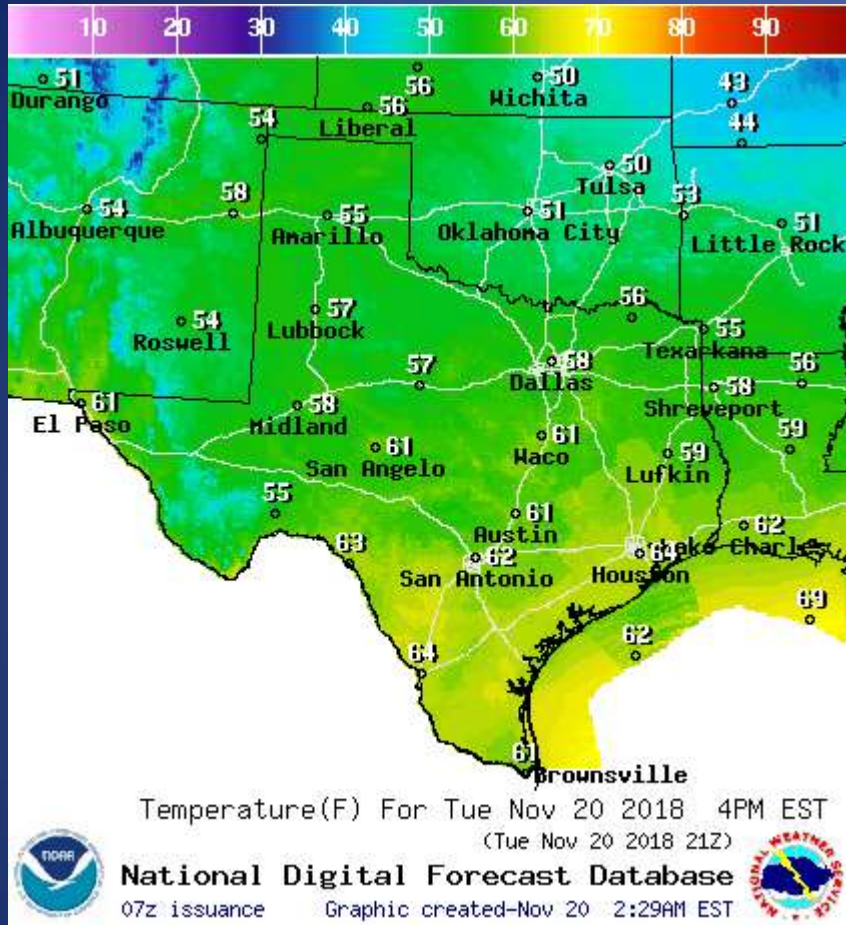 10 20 30 40 50 60 70 80 90
51 56 50 43
Durango Wichita
56 44
Liberal
54
50
Tulsa
54 58 55 51 53 51
Albuquerque Amarillo Oklahoma City Little Rock
57 56
54 Lubbock 55
Roswell Texarkana
58 56
57 Dallas 58
61 58 Shreveport
El Paso Midland
61 61 59 59
San Angelo Waco Lufkin
55 61 62
Austin Lake Charles
63 62 64
San Antonio Houston
69
64 62
61
Brownsville
Temperature(F) For Tue Nov 20 2018 4PM EST
(Tue Nov 20 2018 21Z)
National Digital Forecast Database
07z issuance Graphic created-Nov 20 2:29AM EST
NOAA
NATIONAL WEATHER SERVICE